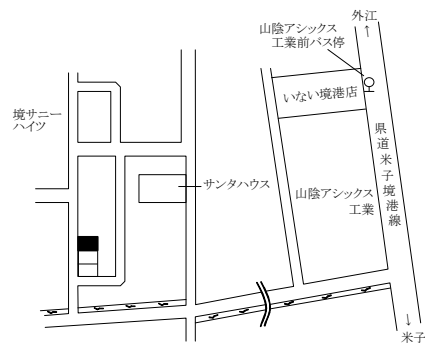 外江
↑
山陰アシックス
工業前バス停
いない境港店
境サニー
ハイツ
県道米子境港線
サンタハウス
山陰アシックス
工業
↓
米子